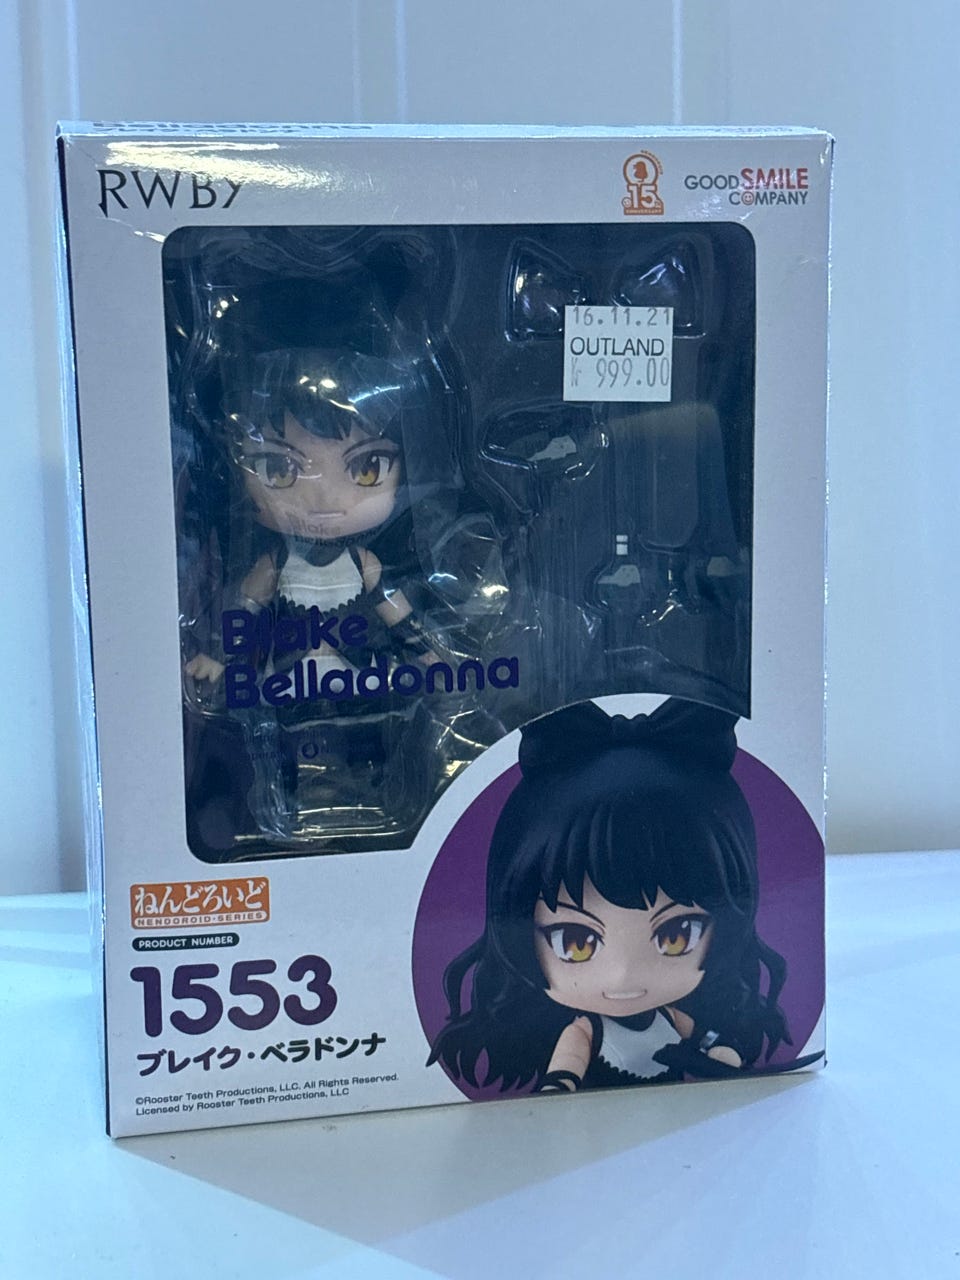 RWBY
15
ANNIVERSARY
GOOD SMILE
COMPANY
16.11.21
OUTLAND
Kr 999.00
Blake
Belladonna
ねんどろいど
NENDOROID·SERIES
PRODUCT NUMBER
1553
ブレイク・ベラドンナ
©Rooster Teeth Productions, LLC. All Rights Reserved.
Licensed by Rooster Teeth Productions, LLC